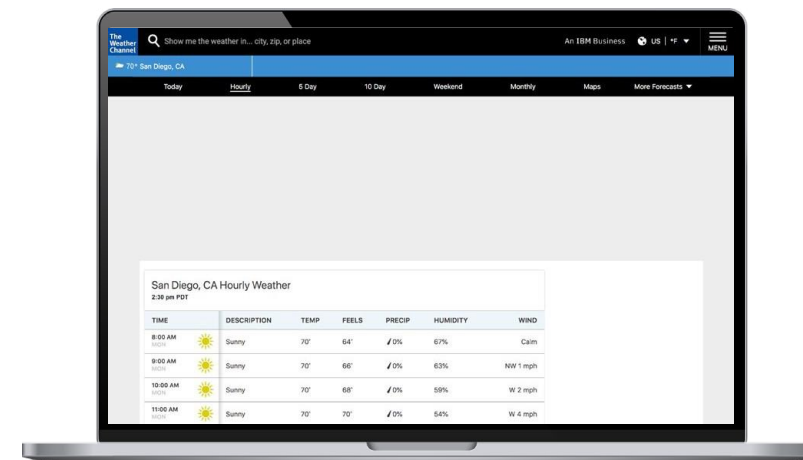 The
Weather
Channel
Show me the weather in... city, zip, or place
An IBM Business
US | °F
MENU
70° San Diego, CA
Today Hourly 5 Day 10 Day Weekend Monthly Maps More Forecasts
San Diego, CA Hourly Weather
2:30 pm PDT
TIME DESCRIPTION TEMP FEELS PRECIP HUMIDITY WIND
8:00 AM
MON
Sunny 70° 64° 0% 67% Calm
9:00 AM
MON
Sunny 70° 66° 0% 63% NW 1 mph
10:00 AM
MON
Sunny 70° 68° 0% 59% W 2 mph
11:00 AM
MON
Sunny 70° 70° 0% 54% W 4 mph